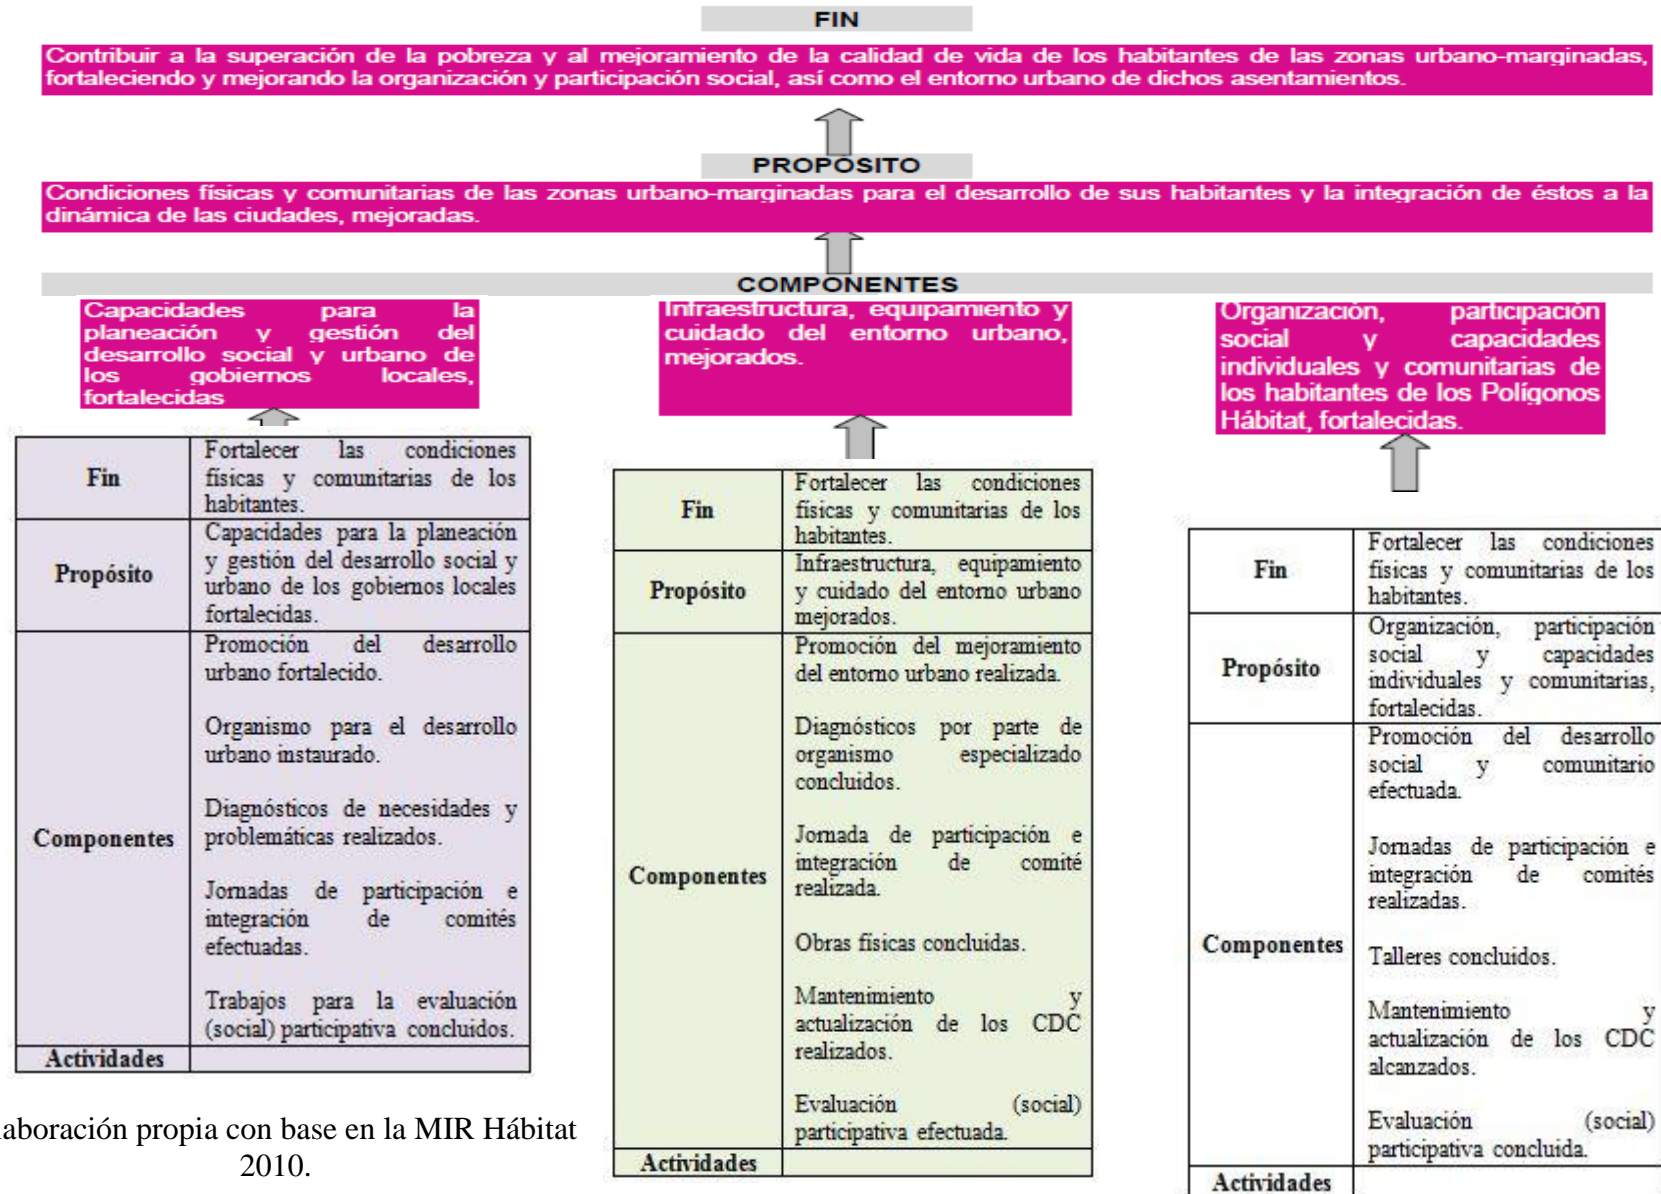 FIN
Contribuir a la superación de la pobreza y al mejoramiento de la calidad de vida de los habitantes de las zonas urbano-marginadas,
fortaleciendo y mejorando la organización y participación social, así como el entorno urbano de dichos asentamientos.
PROPÓSITO
Condiciones físicas y comunitarias de las zonas urbano-marginadas para el desarrollo de sus habitantes y la integración de éstos a la
dinámica de las ciudades, mejoradas.
COMPONENTES
Capacidades para la
planeación y gestión del
desarrollo social y urbano de
los gobiernos locales,
fortalecidas
Infraestructura, equipamiento y
cuidado del entorno urbano,
mejorados.
Organización, participación
social y capacidades
individuales y comunitarias de
los habitantes de los Polígonos
Hábitat, fortalecidas.
Fin
Fortalecer las condiciones
físicas y comunitarias de los
habitantes.
Propósito
Capacidades para la planeación
y gestión del desarrollo social y
urbano de los gobiernos locales
fortalecidas.
Componentes
Promoción del desarrollo
urbano fortalecido.
Organismo para el desarrollo
urbano instaurado.
Diagnósticos de necesidades y
problemáticas realizados.
Jornadas de participación e
integración de comités
efectuadas.
Trabajos para la evaluación
(social) participativa concluidos.
Actividades
Fin
Fortalecer las condiciones
físicas y comunitarias de los
habitantes.
Propósito
Infraestructura, equipamiento
y cuidado del entorno urbano
mejorados.
Componentes
Promoción del mejoramiento
del entorno urbano realizada.
Diagnósticos por parte de
organismo especializado
concluidos.
Jornada de participación e
integración de comité
realizada.
Obras físicas concluidas.
Mantenimiento y
actualización de los CDC
realizados.
Evaluación (social)
participativa efectuada.
Actividades
Fin
Fortalecer las condiciones
físicas y comunitarias de los
habitantes.
Propósito
Organización, participación
social y capacidades
individuales y comunitarias,
fortalecidas.
Componentes
Promoción del desarrollo
social y comunitario
efectuada.
Jornadas de participación e
integración de comités
realizadas.
Talleres concluidos.
Mantenimiento y
actualización de los CDC
alcanzados.
Evaluación (social)
participativa concluida.
Actividades
laboración propia con base en la MIR Hábitat
2010.